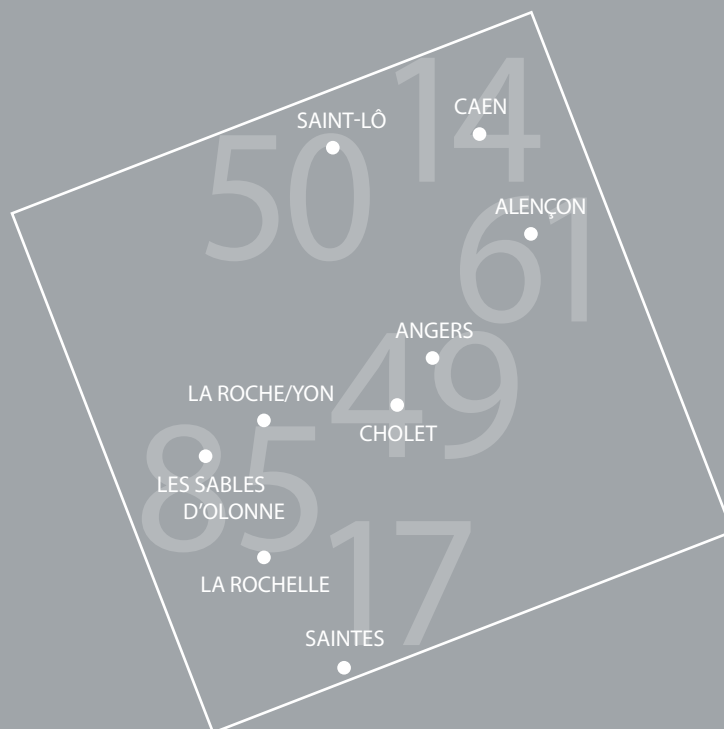 14
CAEN
SAINT-LÔ
50
ALENÇON
61
ANGERS
49
LA ROCHE/YON
CHOLET
85
LES SABLES
D'OLONNE
17
LA ROCHELLE
SAINTES